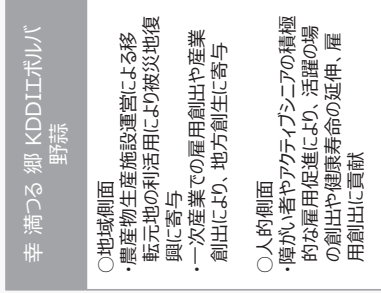 幸 満つる 郷 KDDIエボルバ
野蒜
○地域側面
・農産物生産施設運営による移
転元地の利活用により被災地復
興に寄与
・一次産業での雇用創出や産業
創出により、地方創生に寄与
○人的側面
・障がい者やアクティブシニアの積極
的な雇用促進により、活躍の場
の創出や健康寿命の延伸、雇
用創出に貢献